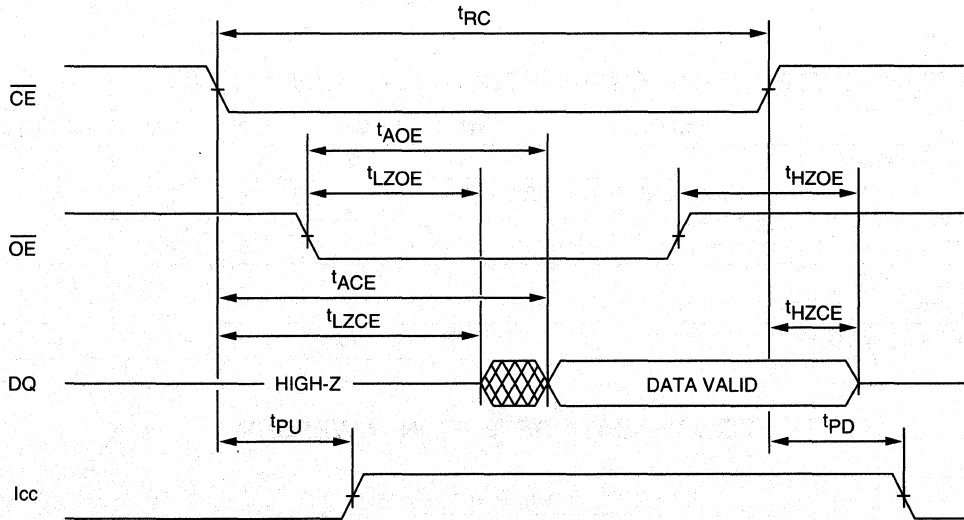 tRC
CE
tAOE
tLZOE
tHZOE
OE
tACE
tLZCE
tHZCE
DQ
HIGH-Z
DATA VALID
tPU
tPD
Icc